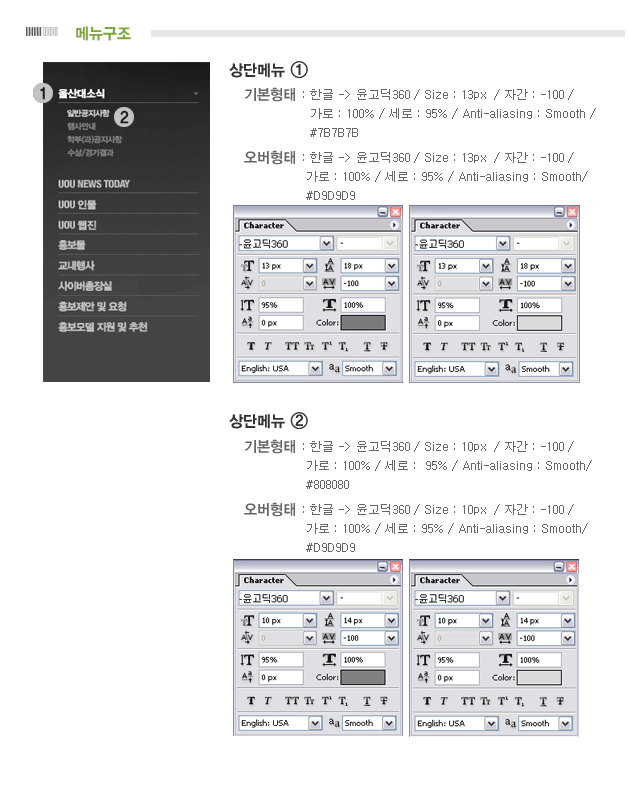 메뉴구조
1 울산대소식
일반공지사항 2
행사안내
학부(과)공지사항
수상/경기결과
UOU NEWS TODAY
UOU 인물
UOU 웹진
홍보물
교내행사
사이버홍장실
홍보제안 및 요청
홍보모델 지원 및 추천
상단메뉴 ①
기본형태 : 한글 -> 윤고딕360 / Size : 13px / 자간 : -100 /
가로 : 100% / 세로 : 95% / Anti-aliasing : Smooth /
#7B7B7B
오버형태 : 한글 -> 윤고딕360 / Size : 13px / 자간 : -100 /
가로 : 100% / 세로 : 95% / Anti-aliasing : Smooth/
#D9D9D9
Character
-윤고딕360 -
T 13 px A 18 px
AV 0 AV -100
T 95% T 100%
Aa 0 px Color:
T T TT Tr T¹ T, T T
English: USA aa Smooth
Character
-윤고딕360 -
T 13 px A 18 px
AV 0 AV -100
T 95% T 100%
Aa 0 px Color:
T T TT Tr T¹ T, T T
English: USA aa Smooth
상단메뉴 ②
기본형태 : 한글 -> 윤고딕360 / Size : 10px / 자간 : -100 /
가로 : 100% / 세로 : 95% / Anti-aliasing : Smooth/
#808080
오버형태 : 한글 -> 윤고딕360 / Size : 10px / 자간 : -100 /
가로 : 100% / 세로 : 95% / Anti-aliasing : Smooth/
#D9D9D9
Character
-윤고딕360 -
T 10 px A 14 px
AV 0 AV -100
T 95% T 100%
Aa 0 px Color:
T T TT Tr T¹ T, T T
English: USA aa Smooth
Character
-윤고딕360 -
T 10 px A 14 px
AV 0 AV -100
T 95% T 100%
Aa 0 px Color:
T T TT Tr T¹ T, T T
English: USA aa Smooth